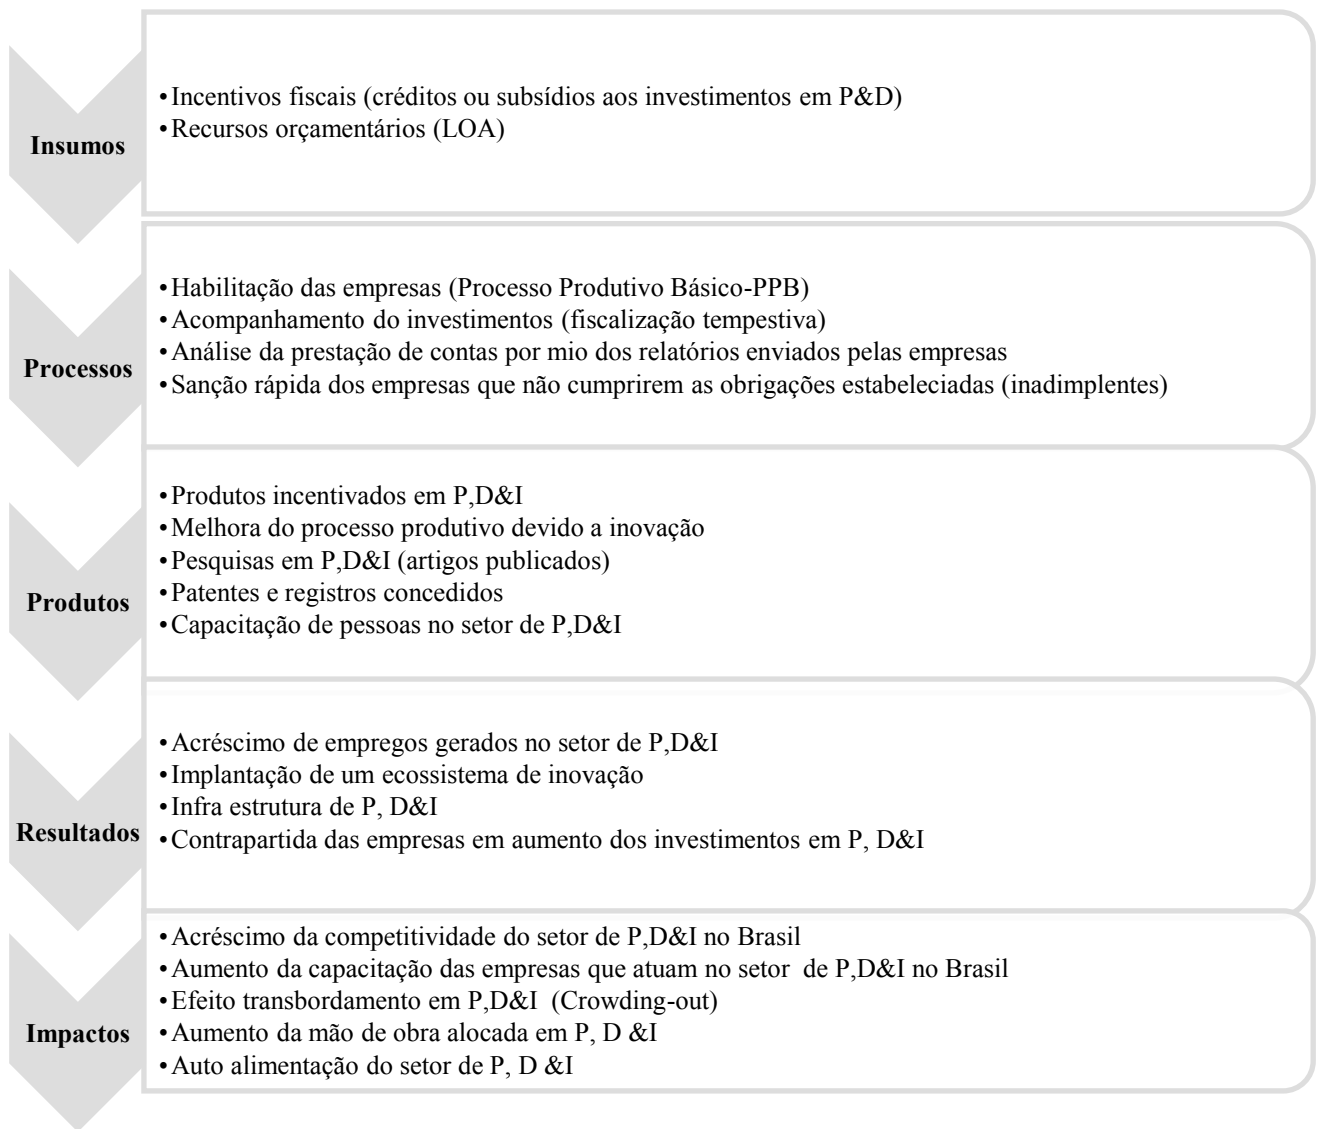 Insumos
•Incentivos fiscais (créditos ou subsídios aos investimentos em P&D)
•Recursos orçamentários (LOA)
Processos
•Habilitação das empresas (Processo Produtivo Básico-PPB)
•Acompanhamento do investimentos (fiscalização tempestiva)
•Análise da prestação de contas por mio dos relatórios enviados pelas empresas
•Sanção rápida dos empresas que não cumprirem as obrigações estabeleciadas (inadimplentes)
Produtos
•Produtos incentivados em P,D&I
•Melhora do processo produtivo devido a inovação
•Pesquisas em P,D&I (artigos publicados)
•Patentes e registros concedidos
•Capacitação de pessoas no setor de P,D&I
Resultados
•Acréscimo de empregos gerados no setor de P,D&I
•Implantação de um ecossistema de inovação
•Infra estrutura de P, D&I
•Contrapartida das empresas em aumento dos investimentos em P, D&I
Impactos
•Acréscimo da competitividade do setor de P,D&I no Brasil
•Aumento da capacitação das empresas que atuam no setor  de P,D&I no Brasil
•Efeito transbordamento em P,D&I  (Crowding-out)
•Aumento da mão de obra alocada em P, D &I
•Auto alimentação do setor de P, D &I